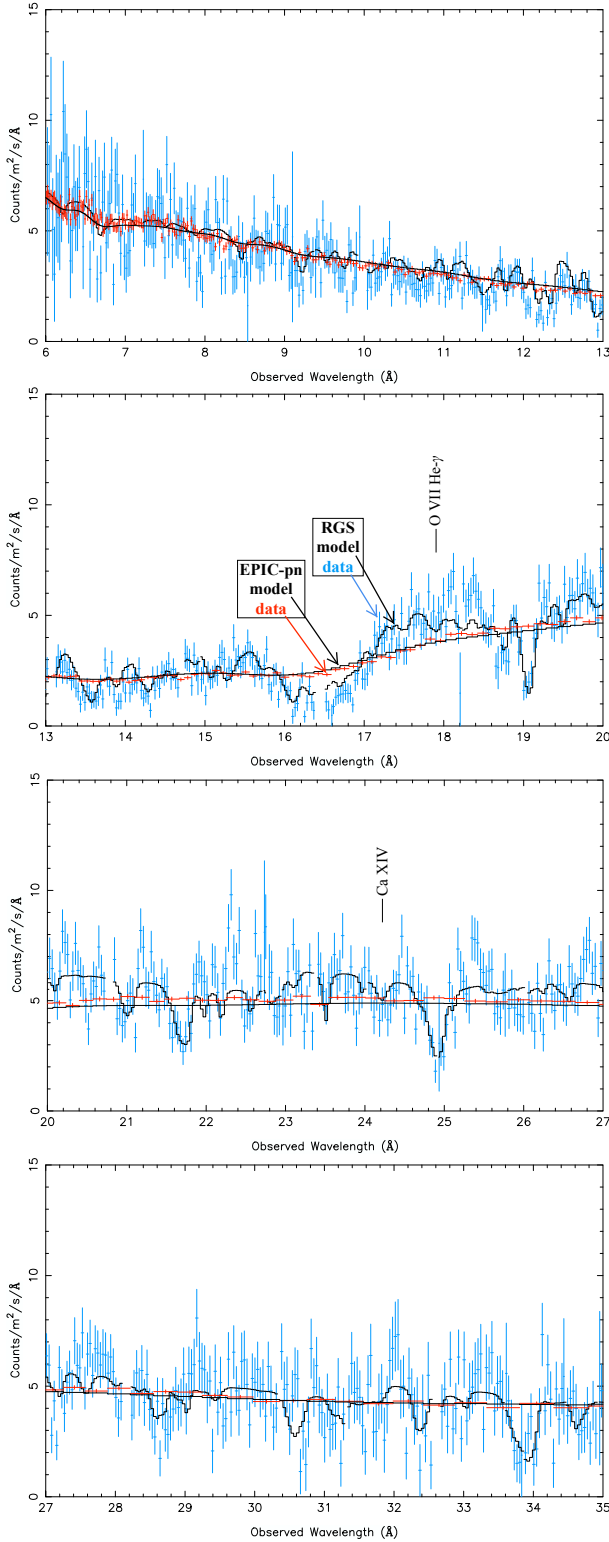 15
10
5
0
Counts/m²/s/Å
6 7 8 9 10 11 12 13
Observed Wavelength (Å)
15
10
5
0
Counts/m²/s/Å
O VII He-γ
RGS
model
data
EPIC-pn
model
data
13 14 15 16 17 18 19 20
Observed Wavelength (Å)
15
10
5
0
Counts/m²/s/Å
Ca XIV
20 21 22 23 24 25 26 27
Observed Wavelength (Å)
15
10
5
0
Counts/m²/s/Å
27 28 29 30 31 32 33 34 35
Observed Wavelength (Å)